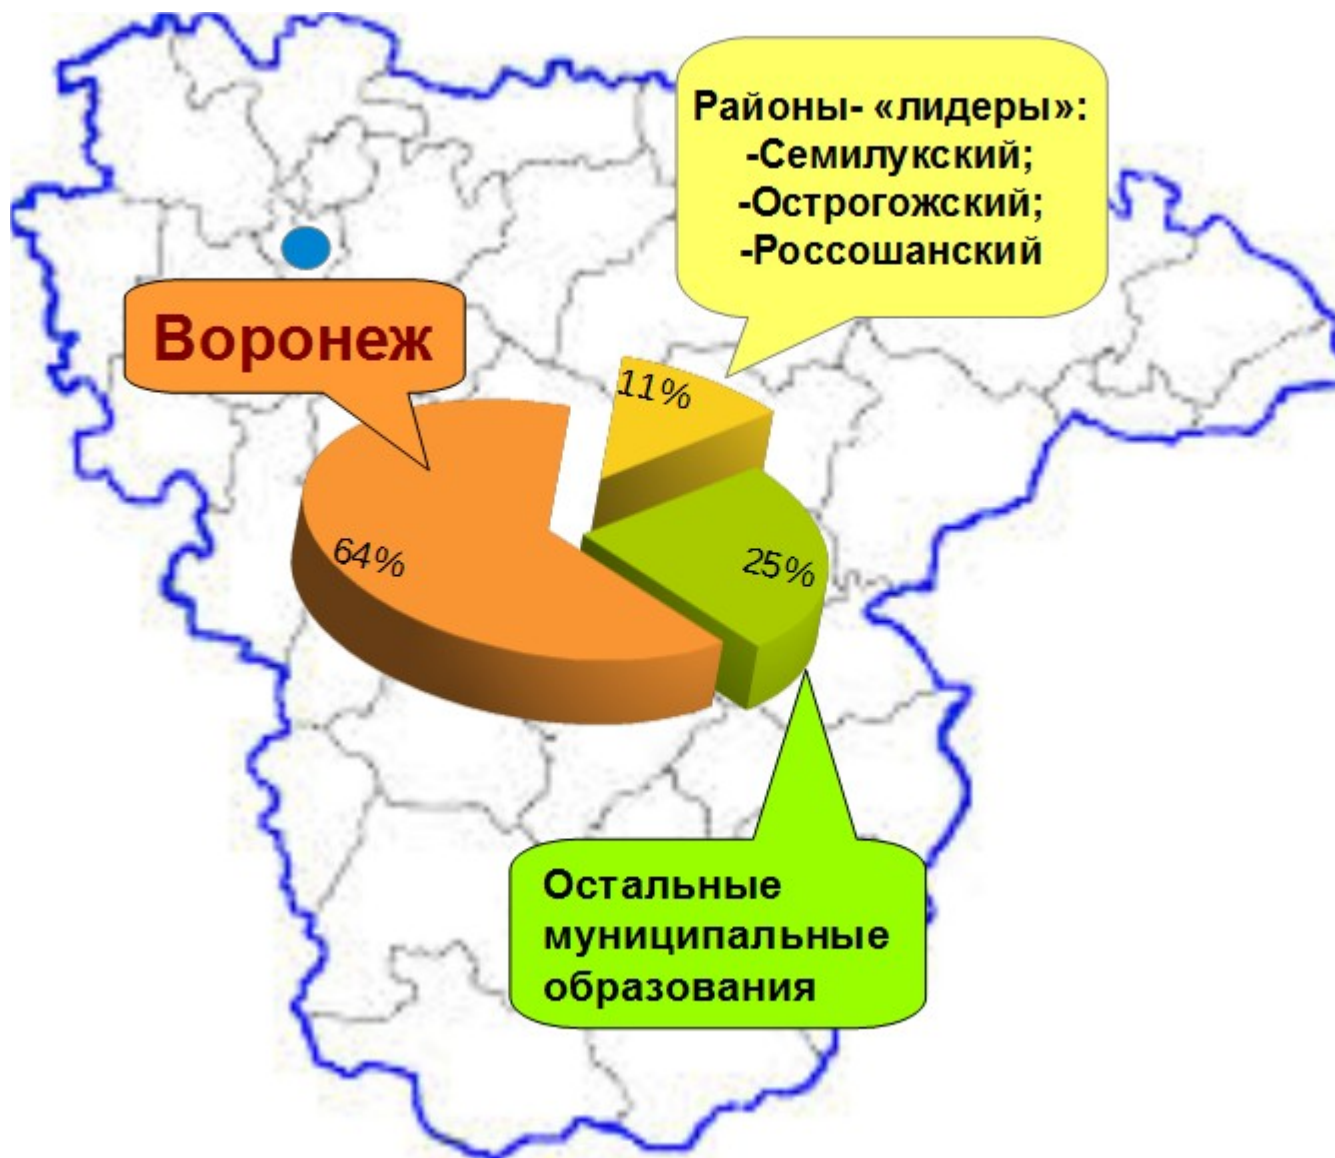 Районы- «лидеры»:
-Семилукский;
-Острогожский;
-Россошанский
Воронеж
11%
64%
25%
Остальные
муниципальные
образования